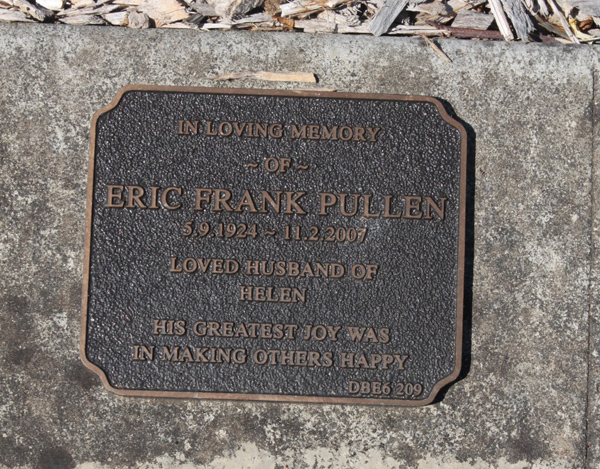 IN LOVING MEMORY
~ OF ~
ERIC FRANK PULLEN
5.9.1924 ~ 11.2.2007
LOVED HUSBAND OF
HELEN
HIS GREATEST JOY WAS
IN MAKING OTHERS HAPPY
DBE6 209